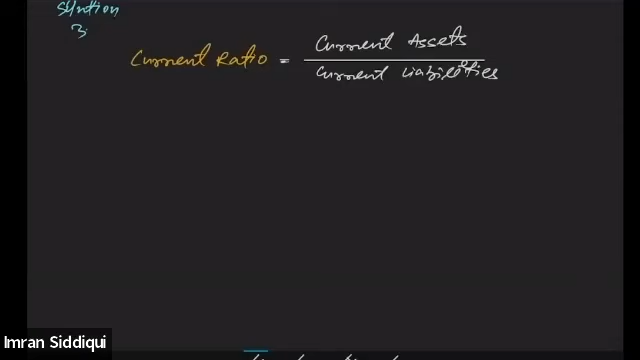 Solution
3
Current Ratio = Current Assets
Current Liabilities
Imran Siddiqui